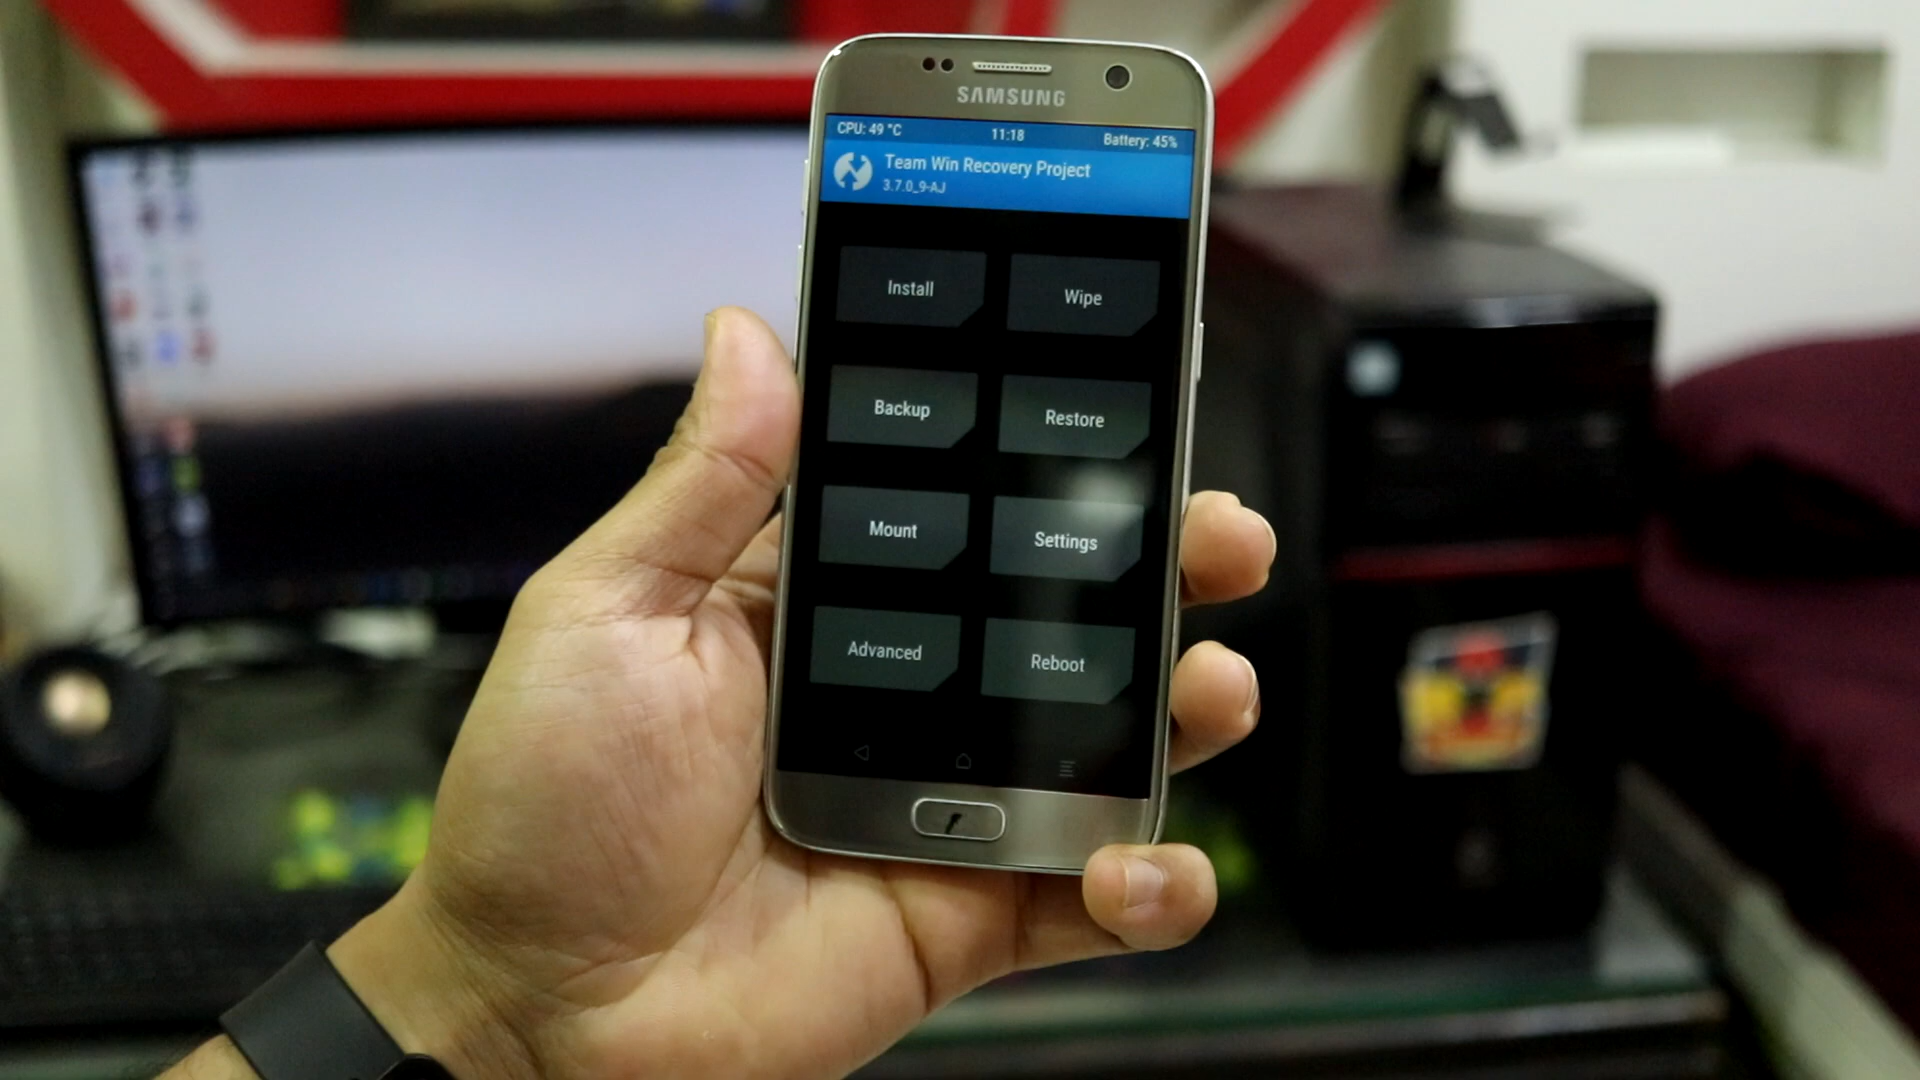 SAMSUNG
CPU: 49 °C 11:18 Battery: 45%
Team Win Recovery Project
3.7.0_9-AJ
Install Wipe
Backup Restore
Mount Settings
Advanced Reboot